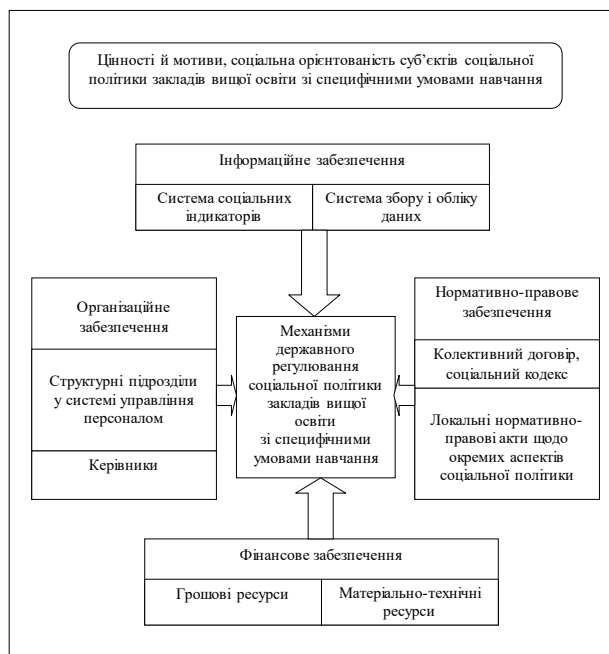 Цінності й мотиви, соціальна орієнтованість суб’єктів соціальної
політики закладів вищої освіти зі специфічними умовами навчання
Інформаційне забезпечення
Система соціальних
індикаторів
Система збору і обліку
даних
Організаційне
забезпечення
Структурні підрозділи
у системі управління
персоналом
Керівники
Механізми
державного
регулювання
соціальної політики
закладів вищої
освіти
зі специфічними
умовами навчання
Нормативно-правове
забезпечення
Колективний договір,
соціальний кодекс
Локальні нормативно-
правові акти щодо
окремих аспектів
соціальної політики
Фінансове забезпечення
Грошові ресурси
Матеріально-технічні
ресурси